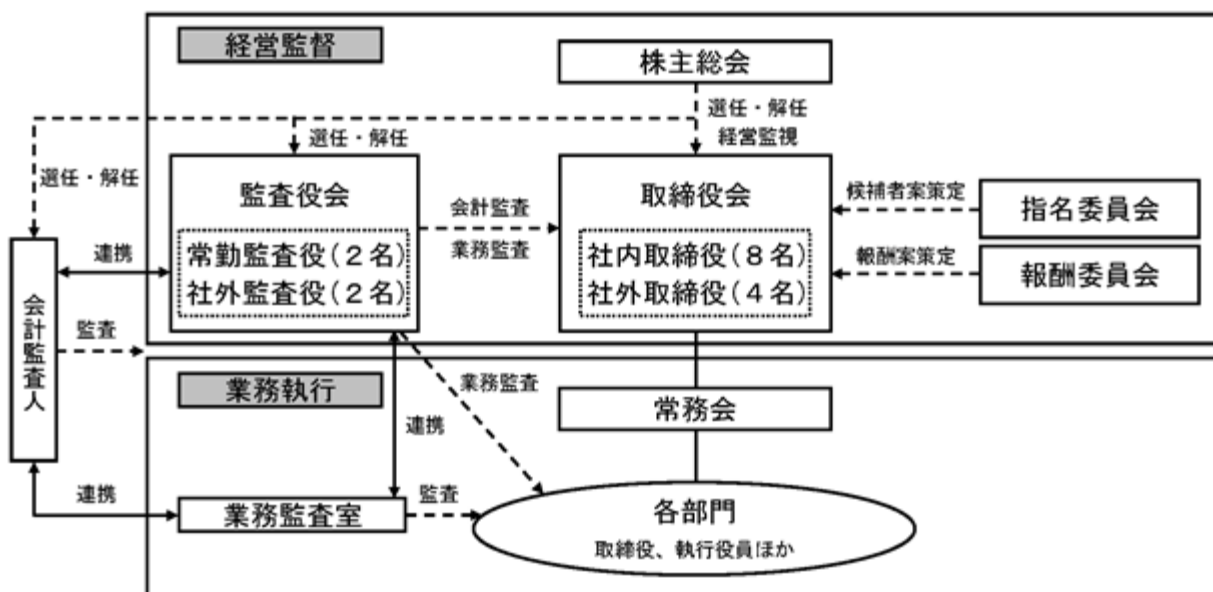 経営監督
株主総会
選任・解任
経営監視
選任・解任
選任・解任
監査役会
常勤監査役(2名)
社外監査役(2名)
会計監査
業務監査
取締役会
社内取締役(8名)
社外取締役(4名)
候補者案策定
指名委員会
報酬案策定
報酬委員会
連携
会計監査人
監査
業務執行
業務監査
常務会
連携
連携
業務監査室
監査
各部門
取締役、執行役員ほか